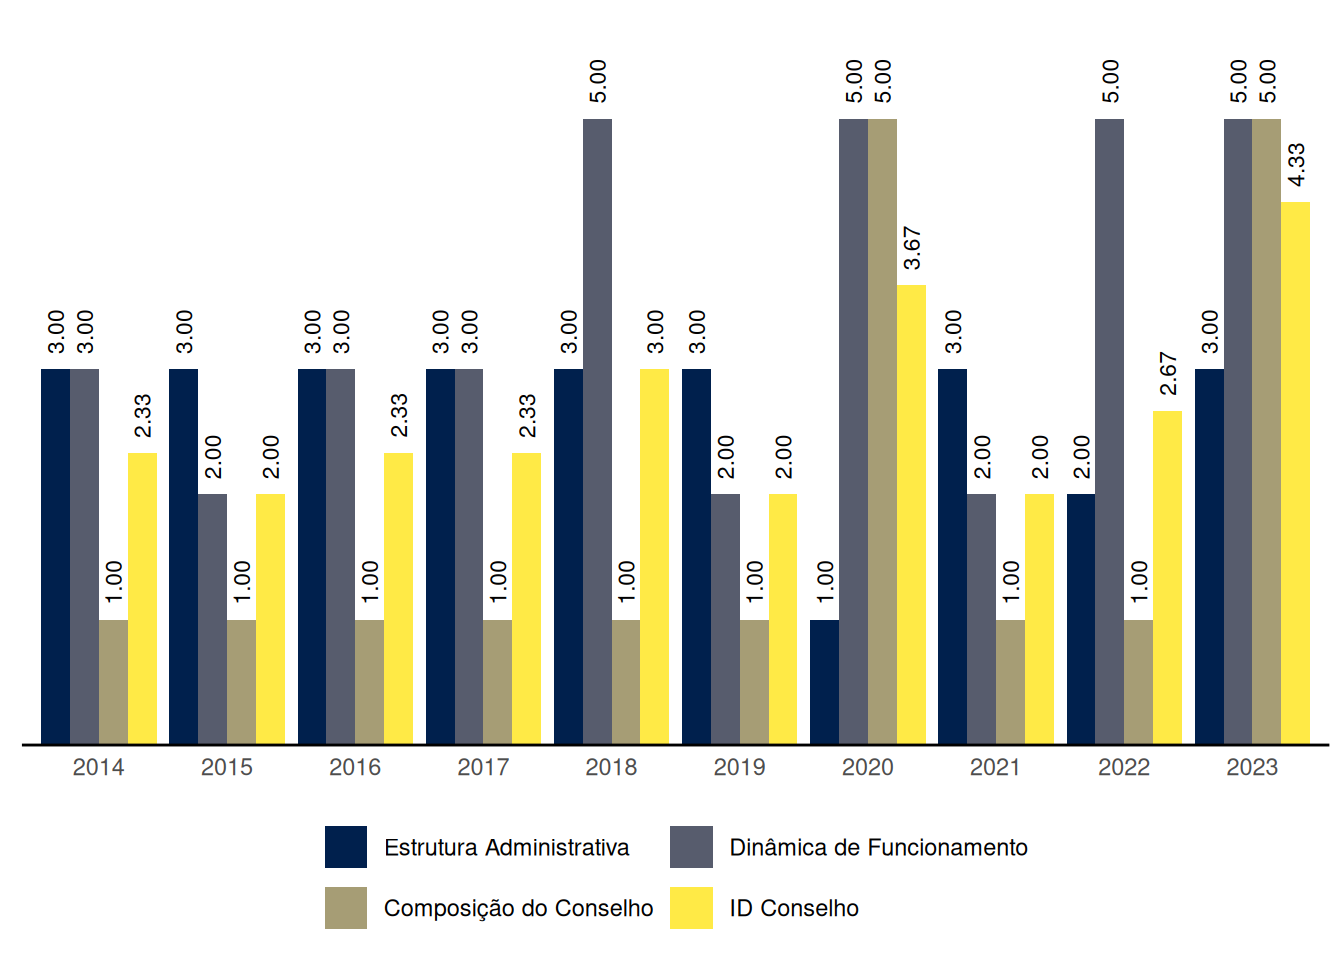 5.00 5.00 5.00 5.00 5.00 5.00
4.33
3.67
3.00 3.00 3.00 3.00 3.00 3.00 3.00 3.00 3.00 3.00 3.00 3.00
2.67
2.33 2.33 2.33
2.00 2.00 2.00 2.00 2.00 2.00 2.00
1.00 1.00 1.00 1.00 1.00 1.00 1.00 1.00 1.00
2014 2015 2016 2017 2018 2019 2020 2021 2022 2023
Estrutura Administrativa Dinâmica de Funcionamento
Composição do Conselho ID Conselho